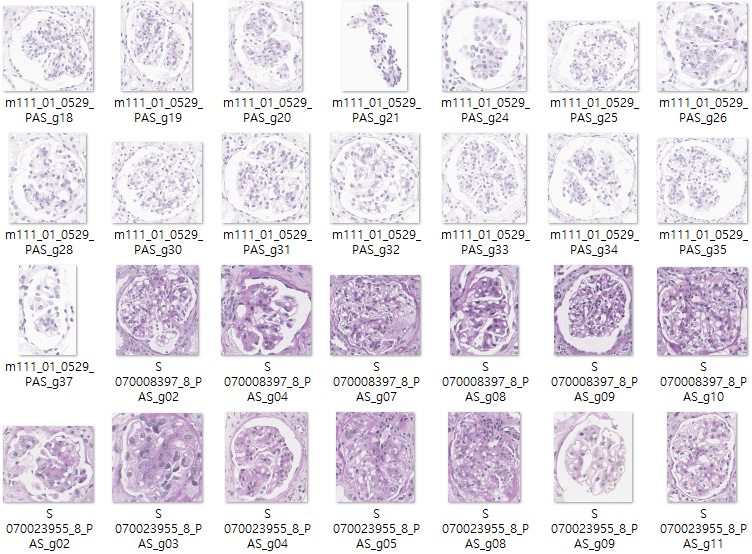 m111_01_0529_
PAS_g18
m111_01_0529_
PAS_g19
m111_01_0529_
PAS_g20
m111_01_0529_
PAS_g21
m111_01_0529_
PAS_g24
m111_01_0529_
PAS_g25
m111_01_0529_
PAS_g26
m111_01_0529_
PAS_g28
m111_01_0529_
PAS_g30
m111_01_0529_
PAS_g31
m111_01_0529_
PAS_g32
m111_01_0529_
PAS_g33
m111_01_0529_
PAS_g34
m111_01_0529_
PAS_g35
m111_01_0529_
PAS_g37
S
070008397_8_P
AS_g02
S
070008397_8_P
AS_g04
S
070008397_8_P
AS_g07
S
070008397_8_P
AS_g08
S
070008397_8_P
AS_g09
S
070008397_8_P
AS_g10
S
070023955_8_P
AS_g02
S
070023955_8_P
AS_g03
S
070023955_8_P
AS_g04
S
070023955_8_P
AS_g05
S
070023955_8_P
AS_g08
S
070023955_8_P
AS_g09
S
070023955_8_P
AS_g11